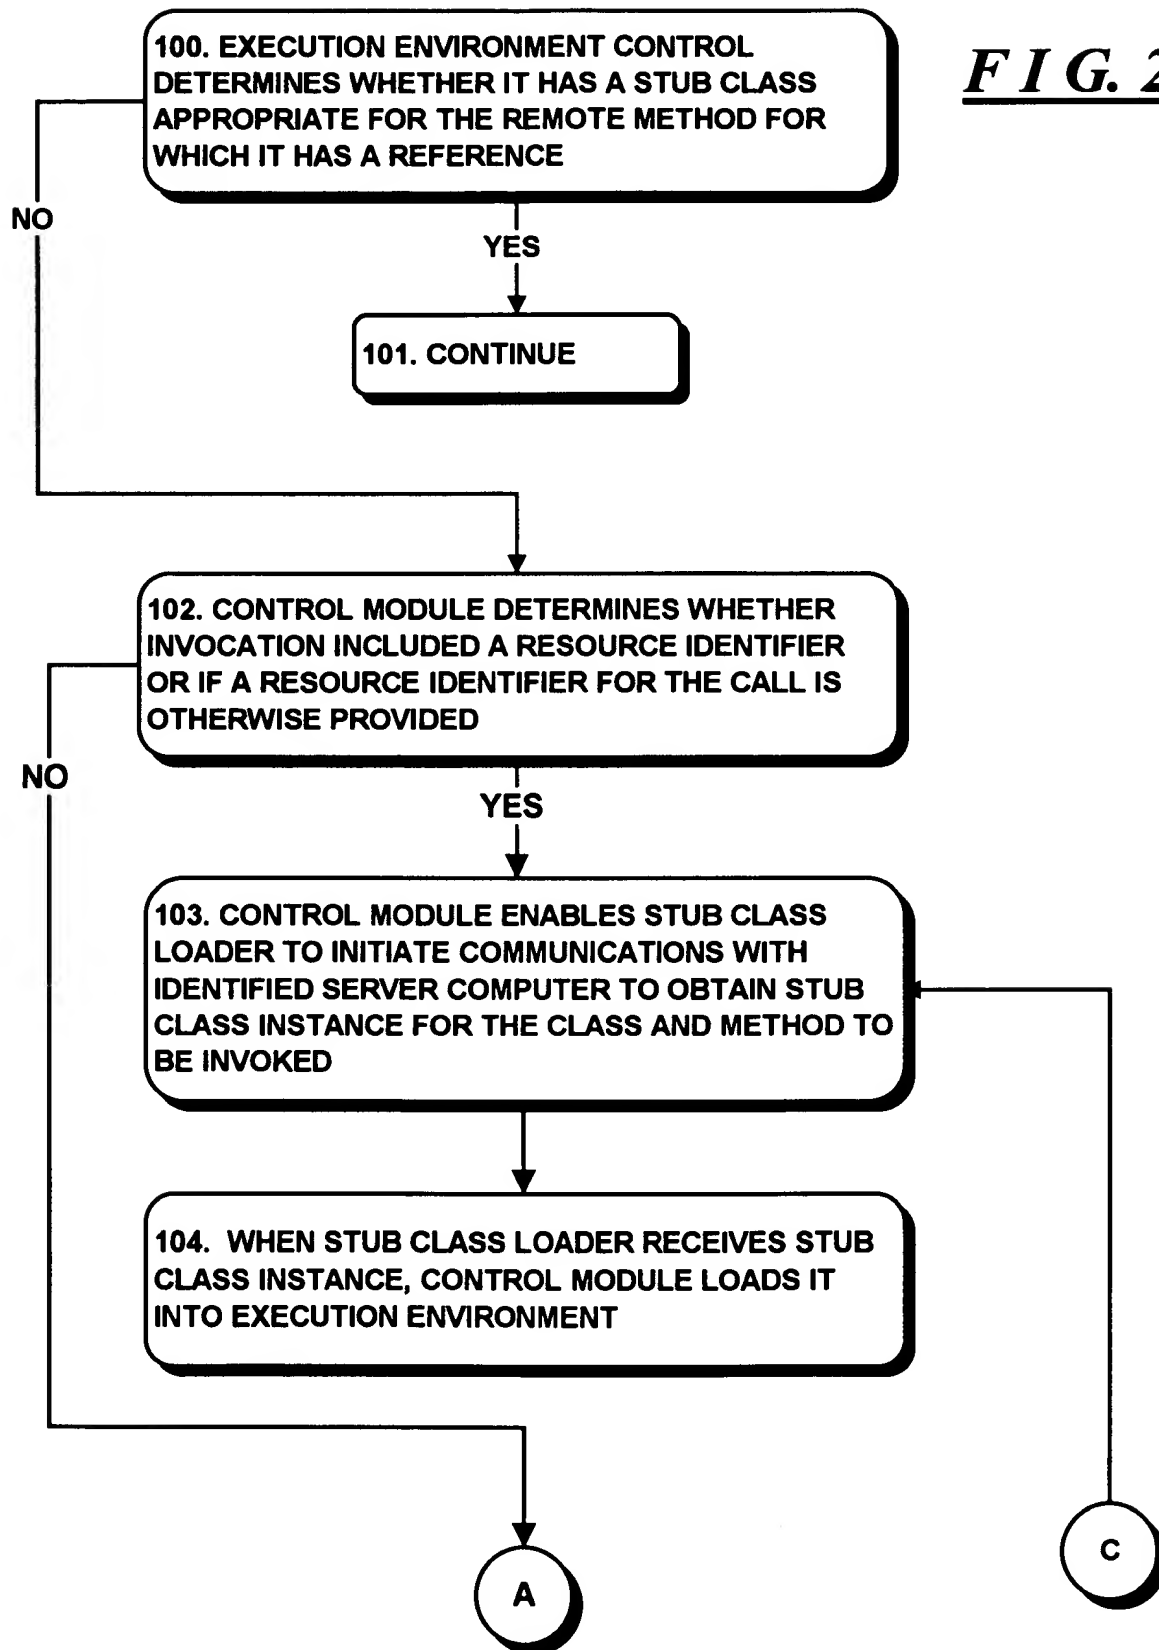 FIG. 2
100. EXECUTION ENVIRONMENT CONTROL
DETERMINES WHETHER IT HAS A STUB CLASS
APPROPRIATE FOR THE REMOTE METHOD FOR
WHICH IT HAS A REFERENCE
NO
YES
101. CONTINUE
102. CONTROL MODULE DETERMINES WHETHER
INVOCATION INCLUDED A RESOURCE IDENTIFIER
OR IF A RESOURCE IDENTIFIER FOR THE CALL IS
OTHERWISE PROVIDED
NO
YES
103. CONTROL MODULE ENABLES STUB CLASS
LOADER TO INITIATE COMMUNICATIONS WITH
IDENTIFIED SERVER COMPUTER TO OBTAIN STUB
CLASS INSTANCE FOR THE CLASS AND METHOD TO
BE INVOKED
104. WHEN STUB CLASS LOADER RECEIVES STUB
CLASS INSTANCE, CONTROL MODULE LOADS IT
INTO EXECUTION ENVIRONMENT
C
A